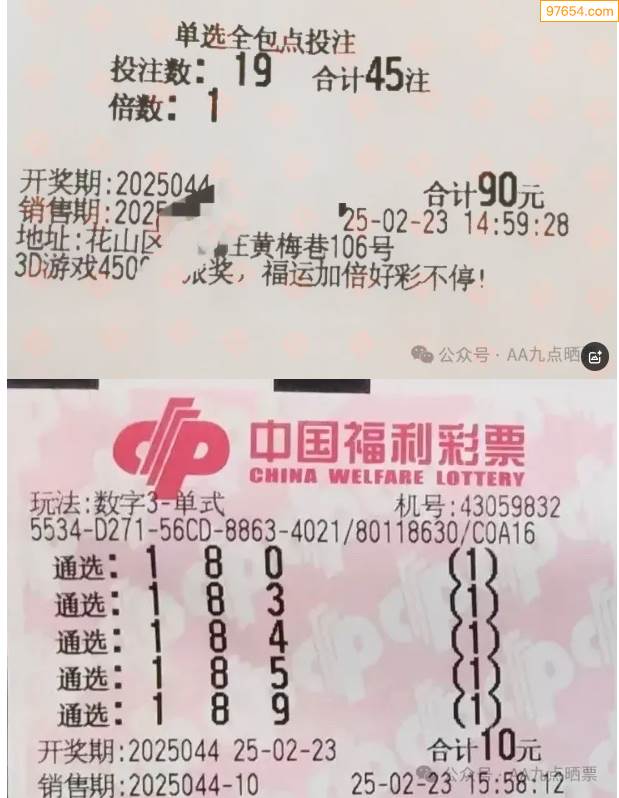 97654.com
单选全包点投注
投注数: 19 合计45注
倍数: 1
开奖期:2025044 合计90元
销售期:202 25-02-23 14:59:28
地址:花山区 黄梅巷106号
3D游戏450 派奖, 福运加倍好彩不停!
公众号 · AA九点晒
中国福利彩票
CHINA WELFARE LOTTERY
玩法:数字3-单式 机号:43059832
5534-D271-56CD-8863-4021/80118630/C0A16
通选: 1 8 0 (1)
通选: 1 8 3 (1)
通选: 1 8 4 (1)
通选: 1 8 5 (1)
通选: 1 8 9 (1)
开奖期:2025044 25-02-23 合计10元
公众号 · AA九点晒票
销售期:2025044-10 25-02-23 15:58:12